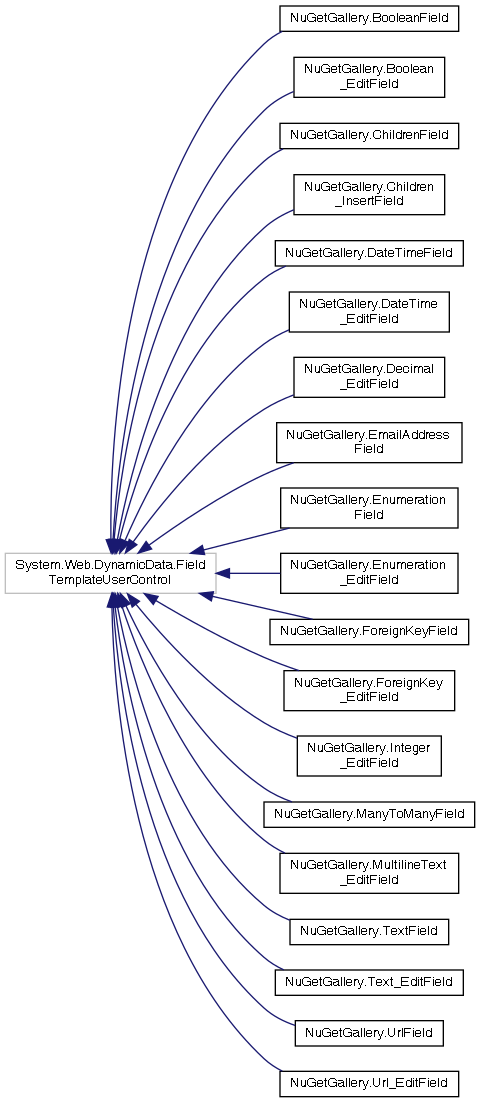 NuGetGallery.BooleanField
NuGetGallery.Boolean
_EditField
NuGetGallery.ChildrenField
NuGetGallery.Children
_InsertField
NuGetGallery.DateTimeField
NuGetGallery.DateTime
_EditField
NuGetGallery.Decimal
_EditField
NuGetGallery.EmailAddress
Field
NuGetGallery.Enumeration
Field
System.Web.DynamicData.Field
TemplateUserControl
NuGetGallery.Enumeration
_EditField
NuGetGallery.ForeignKeyField
NuGetGallery.ForeignKey
_EditField
NuGetGallery.Integer
_EditField
NuGetGallery.ManyToManyField
NuGetGallery.MultilineText
_EditField
NuGetGallery.TextField
NuGetGallery.Text_EditField
NuGetGallery.UrlField
NuGetGallery.Url_EditField